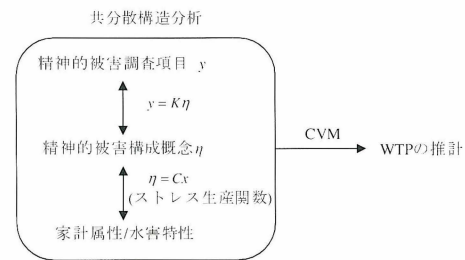 共分散構造分析
精神的被害調査項目 y
y = Kη
精神的被害構成概念η
CVM
WTPの推計
η = Cx
(ストレス生産関数)
家計属性/水害特性